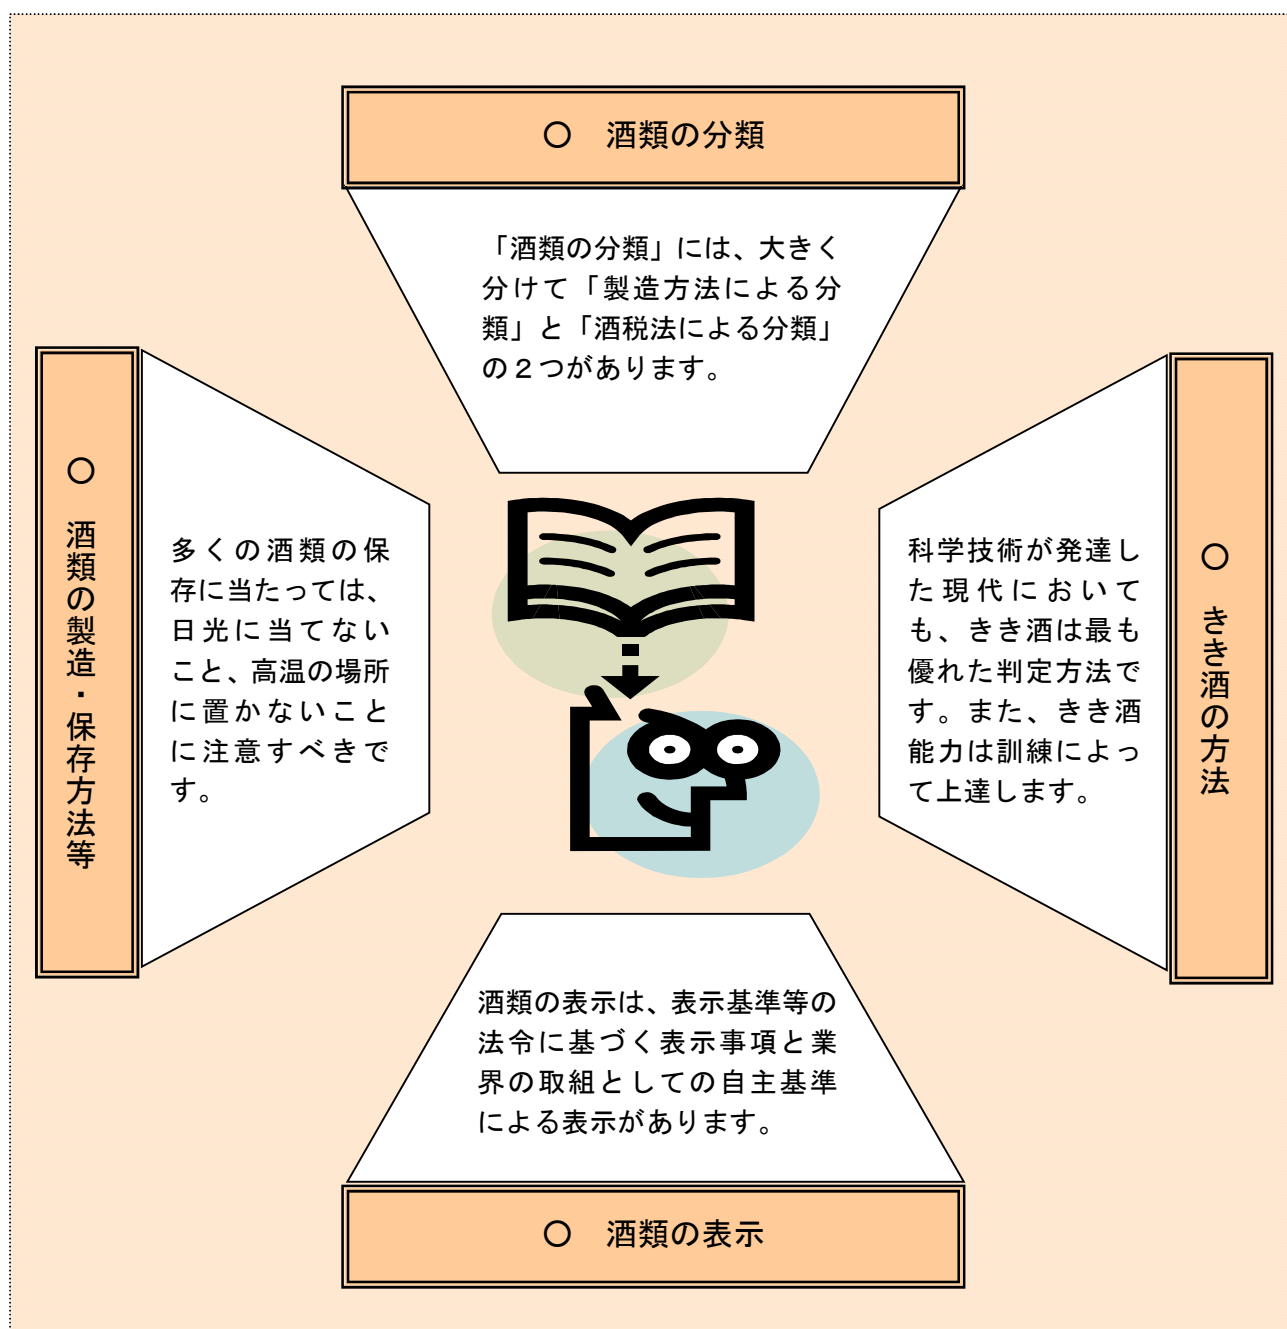 ○　酒類の分類
「酒類の分類」には、大きく
分けて「製造方法による分
類」と「酒税法による分類」
の２つがあります。
○　酒類の製造・保存方法等
多くの酒類の保
存に当たっては、
日光に当てない
こと、高温の場所
に置かないこと
に注意すべきで
す。
科学技術が発達し
た現代において
も、きき酒は最も
優れた判定方法で
す。また、きき酒
能力は訓練によっ
て上達します。
○　きき酒の方法
酒類の表示は、表示基準等の
法令に基づく表示事項と業
界の取組としての自主基準
による表示があります。
○　酒類の表示